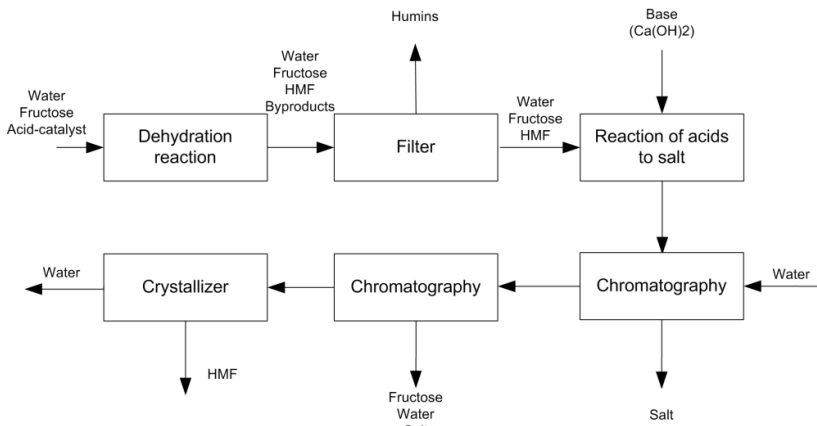 Humins
Base
(Ca(OH)2)
Water
Fructose
HMF
Byproducts
Water
Fructose
Acid-catalyst
Water
Fructose
HMF
Dehydration
reaction
Filter
Reaction of acids
to salt
Water
Crystallizer
Chromatography
Chromatography
Water
HMF
Fructose
Water
Salt